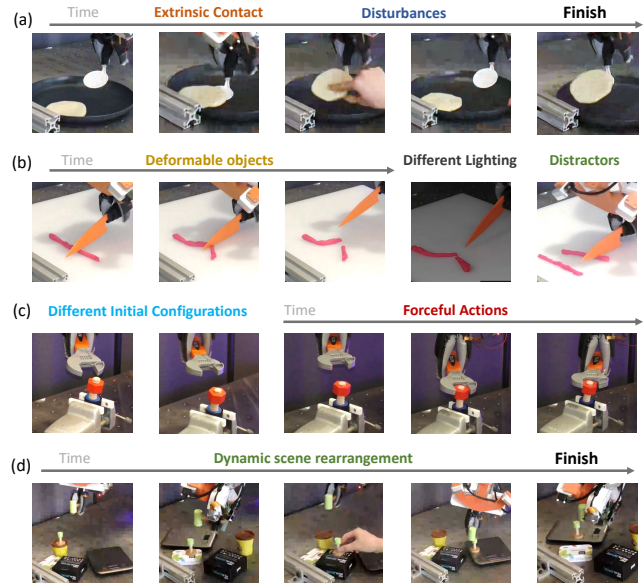 (a) Time Extrinsic Contact Disturbances Finish
(b) Time Deformable objects Different Lighting Distractors
(c) Different Initial Configurations Time Forceful Actions
(d) Time Dynamic scene rearrangement Finish